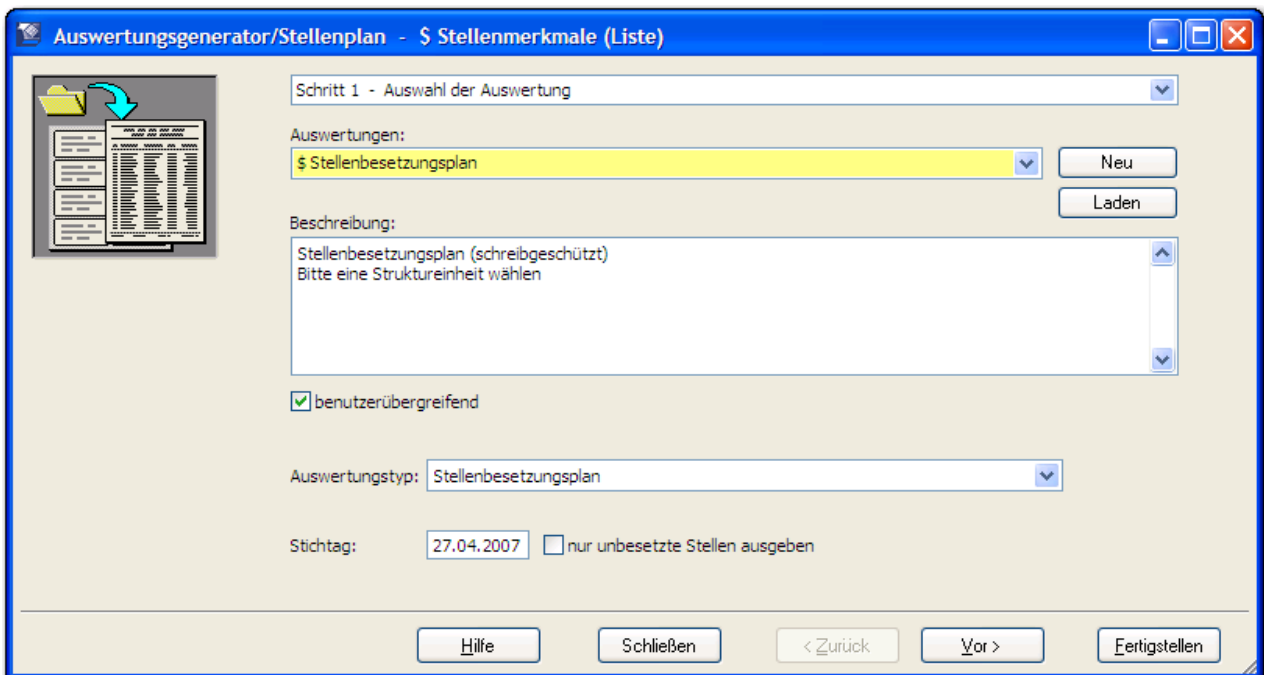 Auswertungsgenerator/Stellenplan - $ Stellenmerkmale (Liste)
Schritt 1 - Auswahl der Auswertung
Auswertungen:
$ Stellenbesetzungsplan
Neu
Laden
Beschreibung:
Stellenbesetzungsplan (schreibgeschützt)
Bitte eine Struktureinheit wählen
benutzerübergreifend
Auswertungstyp: Stellenbesetzungsplan
Stichtag: 27.04.2007 nur unbesetzte Stellen ausgeben
Hilfe Schließen < Zurück Vor > Fertigstellen